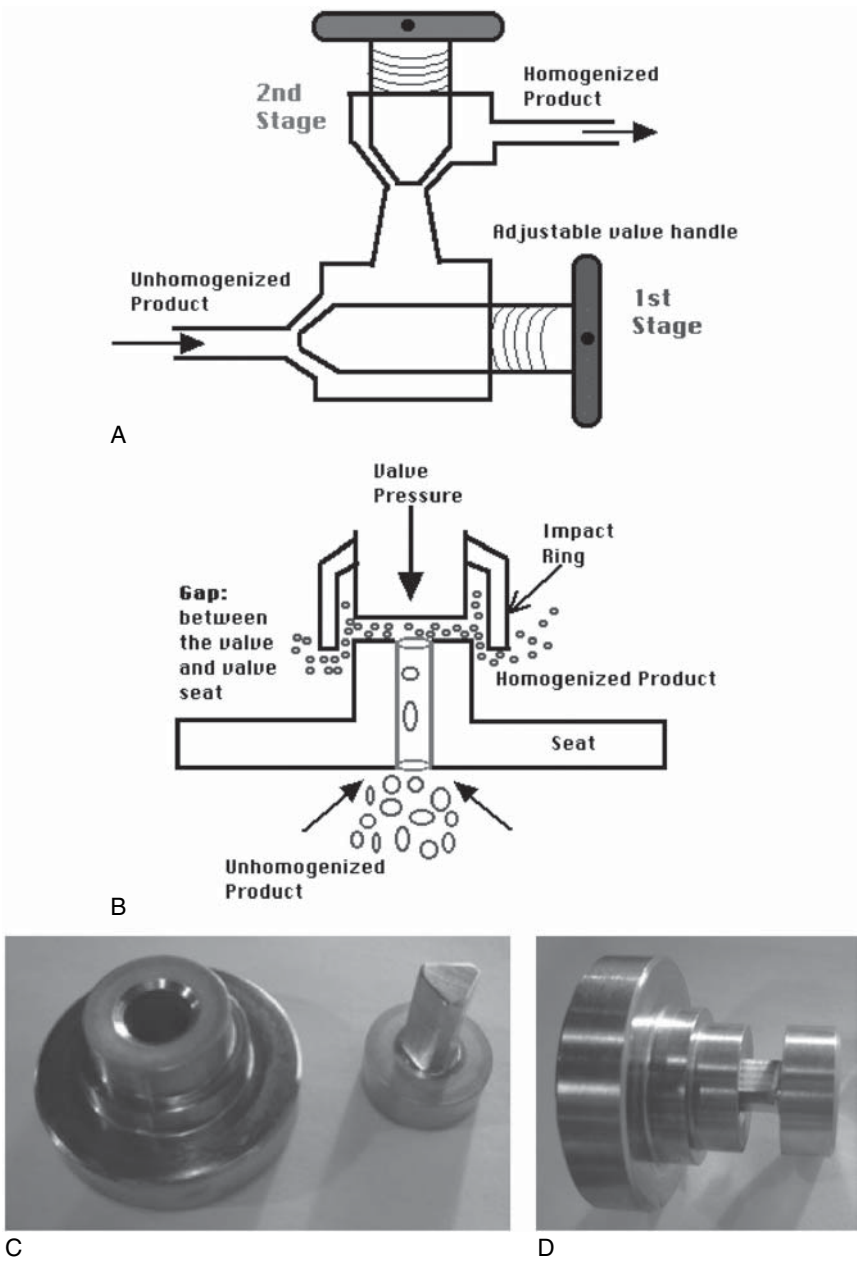 2nd
Stage
Homogenized
Product
Adjustable valve handle
Unhomogenized
Product
1st
Stage
A
Valve
Pressure
Impact
Ring
Gap:
between
the valve
and valve
seat
Homogenized Product
Seat
Unhomogenized
Product
B
C
D